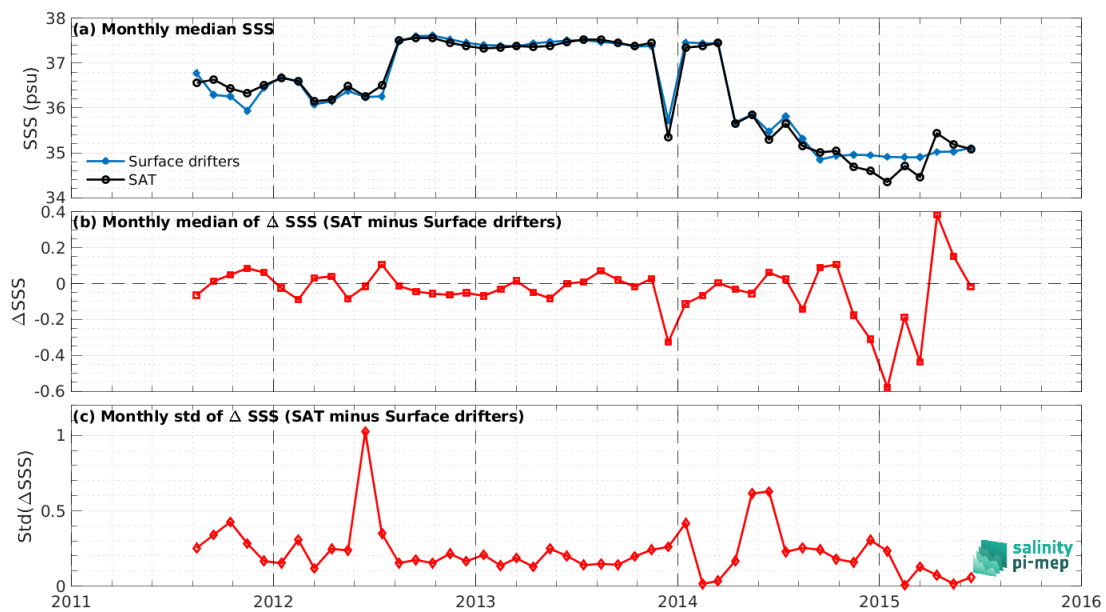 (a) Monthly median SSS
38
37
36
35
34
SSS (psu)
Surface drifters
SAT
(b) Monthly median of Δ SSS (SAT minus Surface drifters)
0.4
0.2
0
-0.2
-0.4
-0.6
ΔSSS
(c) Monthly std of Δ SSS (SAT minus Surface drifters)
1
0.5
0
Std(ΔSSS)
salinity
pi-mep
2011 2012 2013 2014 2015 2016